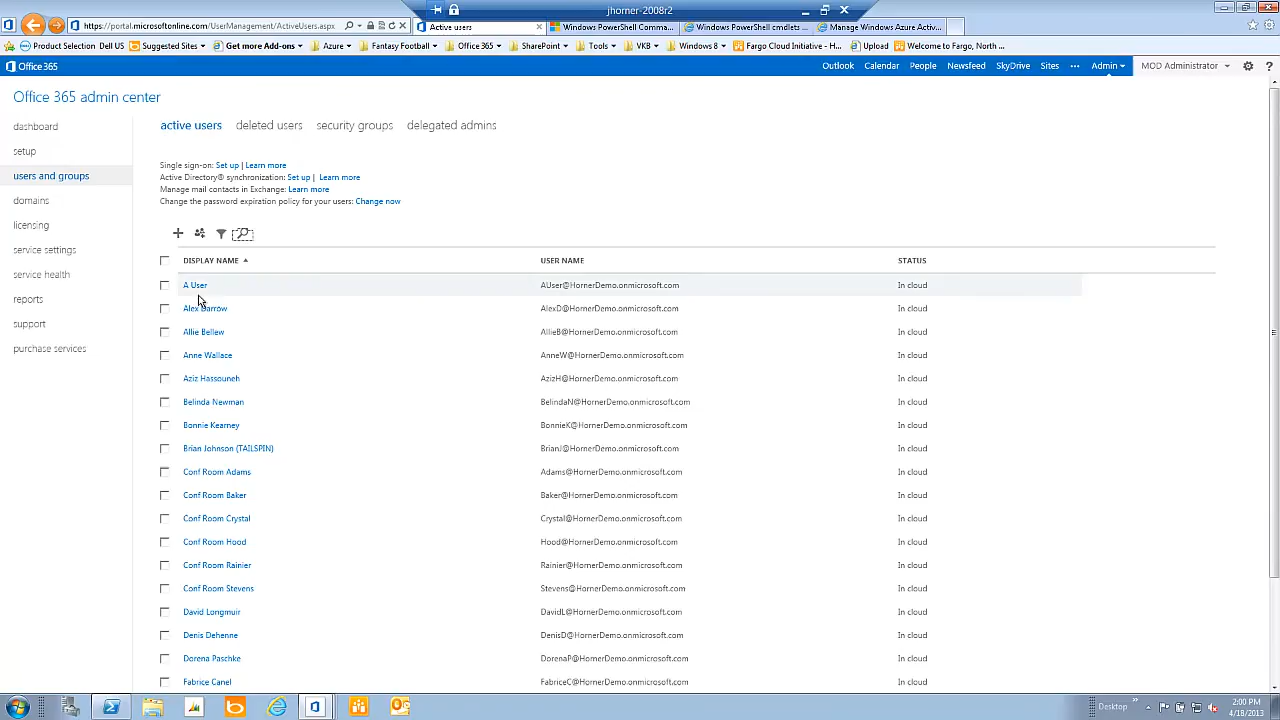 jhorner-2008r2
https://portal.microsoftonline.com/UserManagement/ActiveUsers.aspx
Active users
Windows PowerShell Comma...
Windows PowerShell cmdlets ...
Manage Windows Azure Activ...
Product Selection Dell US
Suggested Sites
Get more Add-ons
Azure
Fantasy Football
Office 365
SharePoint
Tools
VKB
Windows 8
Fargo Cloud Initiative - H...
Upload
Welcome to Fargo, North ...
Office 365
Outlook
Calendar
People
Newsfeed
SkyDrive
Sites
...
Admin
MOD Administrator
?
Office 365 admin center
dashboard
setup
users and groups
domains
licensing
service settings
service health
reports
support
purchase services
active users
deleted users
security groups
delegated admins
Single sign-on: Set up | Learn more
Active Directory® synchronization: Set up | Learn more
Manage mail contacts in Exchange: Learn more
Change the password expiration policy for your users: Change now
DISPLAY NAME USER NAME STATUS
A User AUser@HornerDemo.onmicrosoft.com In cloud
Alex Darrow AlexD@HornerDemo.onmicrosoft.com In cloud
Allie Bellew AllieB@HornerDemo.onmicrosoft.com In cloud
Anne Wallace AnneW@HornerDemo.onmicrosoft.com In cloud
Aziz Hassouneh AzizH@HornerDemo.onmicrosoft.com In cloud
Belinda Newman BelindaN@HornerDemo.onmicrosoft.com In cloud
Bonnie Kearney BonnieK@HornerDemo.onmicrosoft.com In cloud
Brian Johnson (TAILSPIN) BrianJ@HornerDemo.onmicrosoft.com In cloud
Conf Room Adams Adams@HornerDemo.onmicrosoft.com In cloud
Conf Room Baker Baker@HornerDemo.onmicrosoft.com In cloud
Conf Room Crystal Crystal@HornerDemo.onmicrosoft.com In cloud
Conf Room Hood Hood@HornerDemo.onmicrosoft.com In cloud
Conf Room Rainier Rainier@HornerDemo.onmicrosoft.com In cloud
Conf Room Stevens Stevens@HornerDemo.onmicrosoft.com In cloud
David Longmuir DavidL@HornerDemo.onmicrosoft.com In cloud
Denis Dehenne DenisD@HornerDemo.onmicrosoft.com In cloud
Dorena Paschke DorenaP@HornerDemo.onmicrosoft.com In cloud
Fabrice Canel FabriceC@HornerDemo.onmicrosoft.com In cloud
Desktop
2:00 PM
4/18/2013